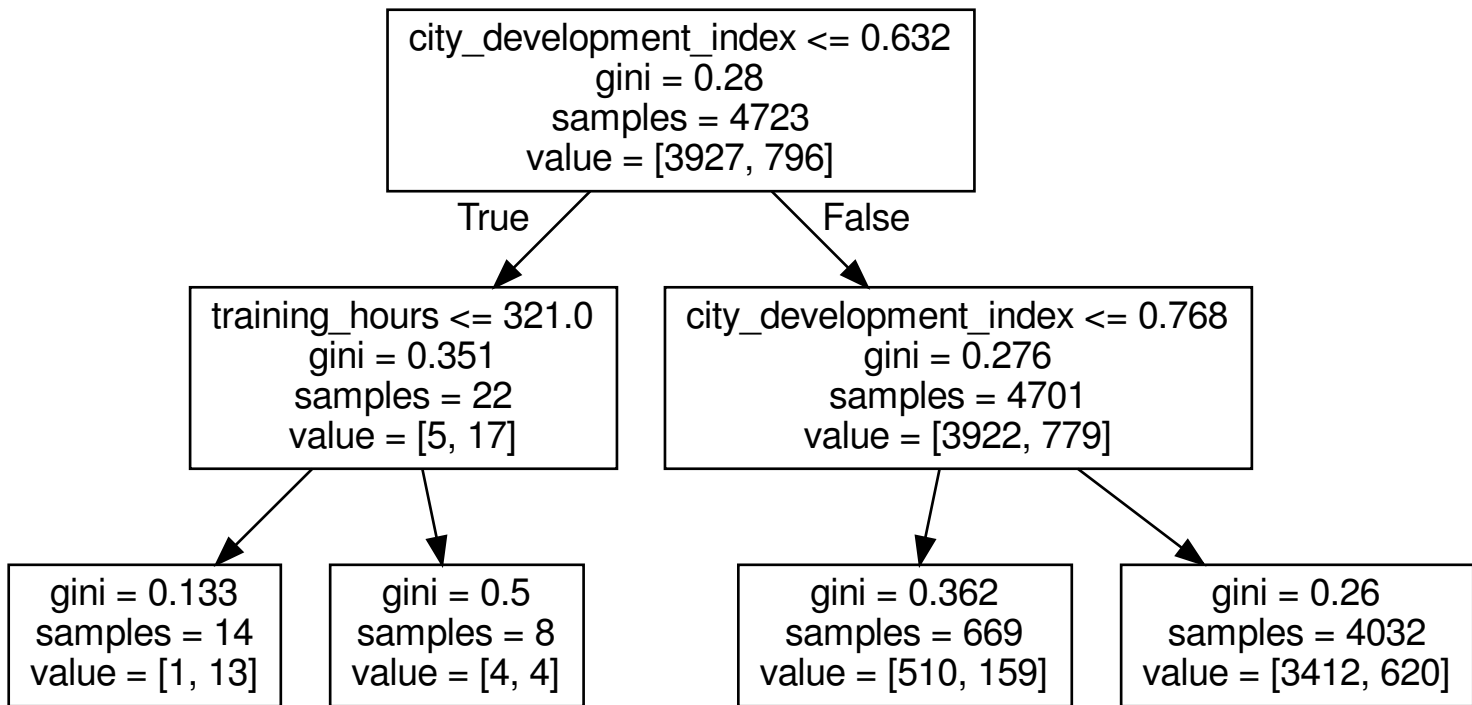 city_development_index <= 0.632
gini = 0.28
samples = 4723
value = [3927, 796]
True
False
training_hours <= 321.0
gini = 0.351
samples = 22
value = [5, 17]
city_development_index <= 0.768
gini = 0.276
samples = 4701
value = [3922, 779]
gini = 0.133
samples = 14
value = [1, 13]
gini = 0.5
samples = 8
value = [4, 4]
gini = 0.362
samples = 669
value = [510, 159]
gini = 0.26
samples = 4032
value = [3412, 620]